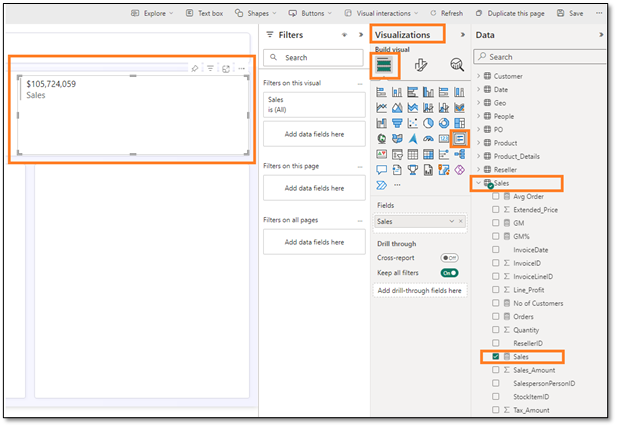 Explore
Text box
Shapes
Buttons
Visual interactions
Refresh
Duplicate this page
Save
$105,724,059
Sales
Filters
Search
Filters on this visual
Sales
is (All)
Add data fields here
Filters on this page
Add data fields here
Filters on all pages
Add data fields here
Visualizations
Build visual
Fields
Sales
Drill through
Cross-report
Off
Keep all filters
On
Add drill-through fields here
Data
Search
Customer
Date
Geo
People
PO
Product
Product_Details
Reseller
Sales
Avg Order
Extended_Price
GM
GM%
InvoiceDate
InvoiceID
InvoiceLineID
Line_Profit
No of Customers
Orders
Quantity
ResellerID
Sales
Sales_Amount
SalespersonPersonID
StockItemID
Tax_Amount